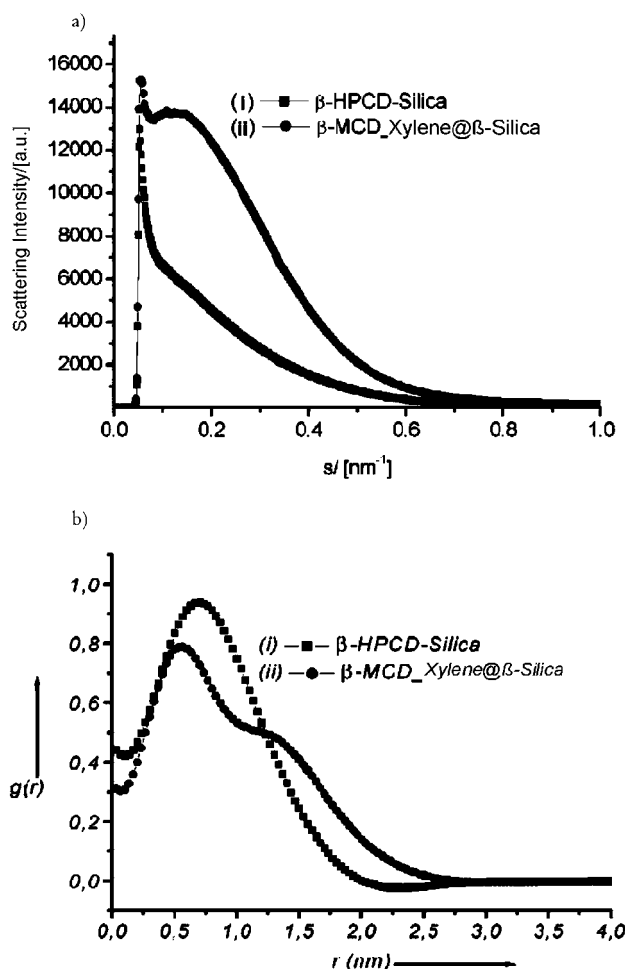 a)
16000
14000
12000
10000
8000
6000
4000
2000
Scattering Intensity/[a.u.]
(i) β-HPCD-Silica
(ii) β-MCD_Xylene@ß-Silica
0.0 0.2 0.4 0.6 0.8 1.0
s/ [nm⁻¹]
b)
1,0
0,8
0,6
0,4
0,2
0,0
g(r)
(i) β-HPCD-Silica
(ii) β-MCD_Xylene@ß-Silica
0,0 0,5 1,0 1,5 2,0 2,5 3,0 3,5 4,0
r (nm)